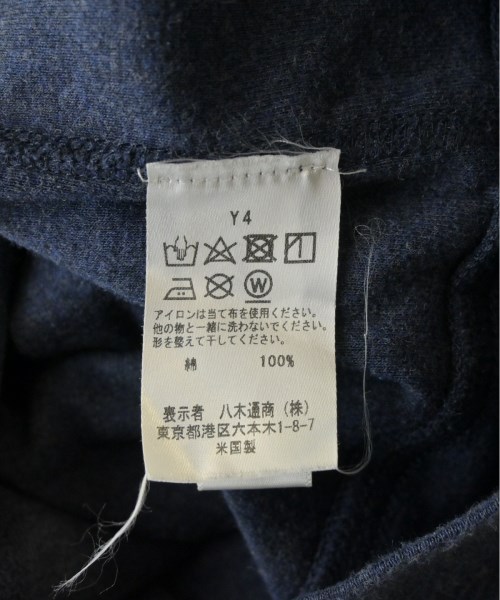 Y4
W
アイロンは当て布を使用ください。
他の物と一緒に洗わないでください。
形を整えて干してください。
綿 100%
表示者 八木通商（株）
東京都港区六本木1-8-7
米国製